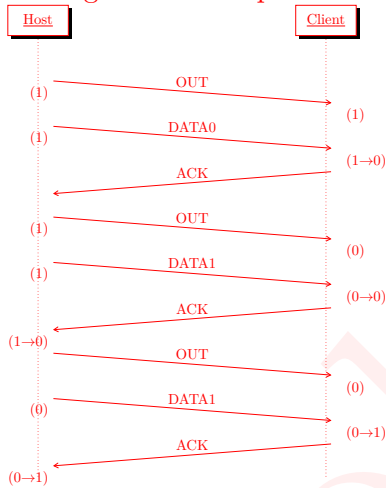 Host Client
OUT
(1)
(1)
DATA0
(1)
(1→0)
ACK
OUT
(1)
(0)
DATA1
(1)
(0→0)
ACK
(1→0)
OUT
(0)
DATA1
(0)
(0→1)
ACK
(0→1)